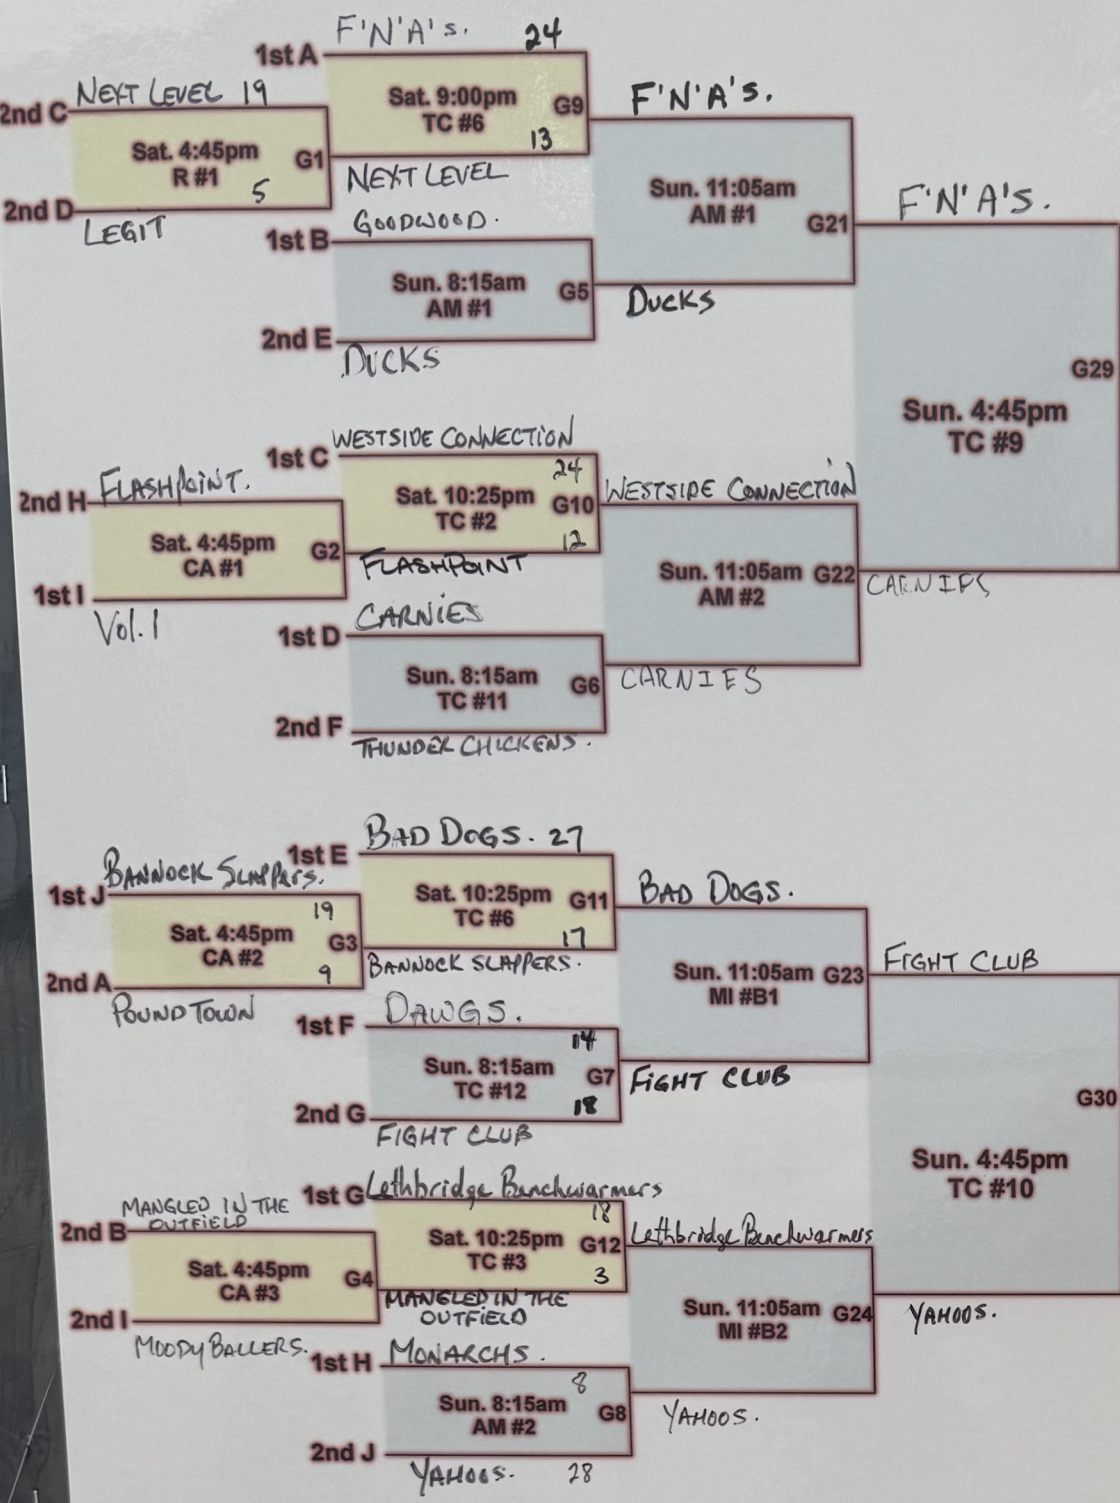 F'N'A's. 24
1st A
NEXT LEVEL 19
2nd C
Sat. 9:00pm G9
TC #6
13
F'N'A's.
Sat. 4:45pm G1
R #1
5
NEXT LEVEL
2nd D
LEGIT
GOODWOOD.
1st B
Sun. 11:05am
AM #1
G21
F'N'A's.
Sun. 8:15am G5
AM #1
DUCKS
2nd E
DUCKS
G29
Sun. 4:45pm
TC #9
WESTSIDE CONNECTION
1st C
24
FLASHPOINT.
2nd H
Sat. 10:25pm G10
TC #2
12
WESTSIDE CONNECTION
Sat. 4:45pm G2
CA #1
FLASHPOINT
1st I
Vol. 1
CARNIES
1st D
Sun. 11:05am G22
AM #2
CARNIES
Sun. 8:15am G6
TC #11
CARNIES
2nd F
THUNDER CHICKENS.
BAD DOGS. 27
1st E
BANNOCK SLAPPERS.
1st J
19
Sat. 10:25pm G11
TC #6
17
BAD DOGS.
Sat. 4:45pm G3
CA #2
9
BANNOCK SLAPPERS.
2nd A
POUND TOWN
DAWGS.
1st F
14
Sun. 11:05am G23
MI #B1
FIGHT CLUB
Sun. 8:15am G7
TC #12
18
FIGHT CLUB
2nd G
FIGHT CLUB
G30
Sun. 4:45pm
TC #10
1st G Lethbridge Benchwarmers
18
MANGLED IN THE
OUTFIELD
2nd B
Sat. 10:25pm G12
TC #3
3
Lethbridge Benchwarmers
Sat. 4:45pm G4
CA #3
MANGLED IN THE
OUTFIELD
2nd I
MOODY BALLERS.
MONARCHS.
1st H
8
Sun. 11:05am G24
MI #B2
YAHOOS.
Sun. 8:15am G8
AM #2
YAHOOS.
2nd J
YAHOOS. 28